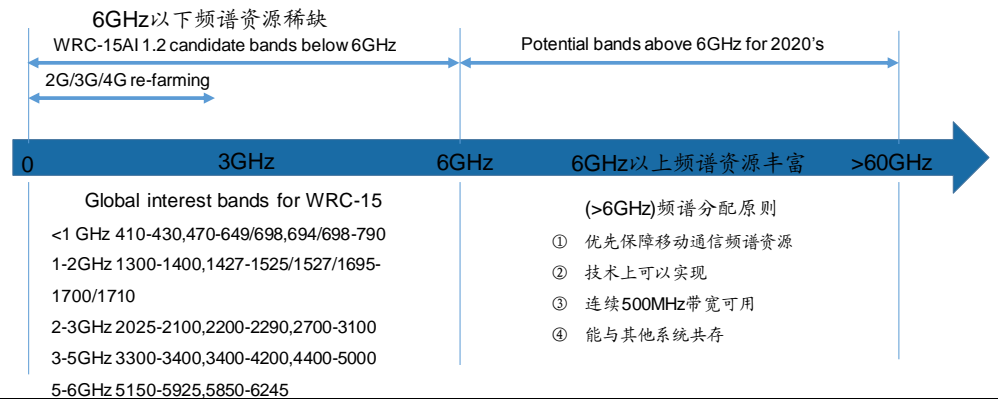 6GHz以下频谱资源稀缺
WRC-15AI 1.2 candidate bands below 6GHz
Potential bands above 6GHz for 2020's
2G/3G/4G re-farming
0
3GHz
6GHz
6GHz以上频谱资源丰富
>60GHz
Global interest bands for WRC-15
<1 GHz 410-430,470-649/698,694/698-790
1-2GHz 1300-1400,1427-1525/1527/1695-
1700/1710
2-3GHz 2025-2100,2200-2290,2700-3100
3-5GHz 3300-3400,3400-4200,4400-5000
5-6GHz 5150-5925,5850-6245
(>6GHz)频谱分配原则
① 优先保障移动通信频谱资源
② 技术上可以实现
③ 连续500MHz带宽可用
④ 能与其他系统共存